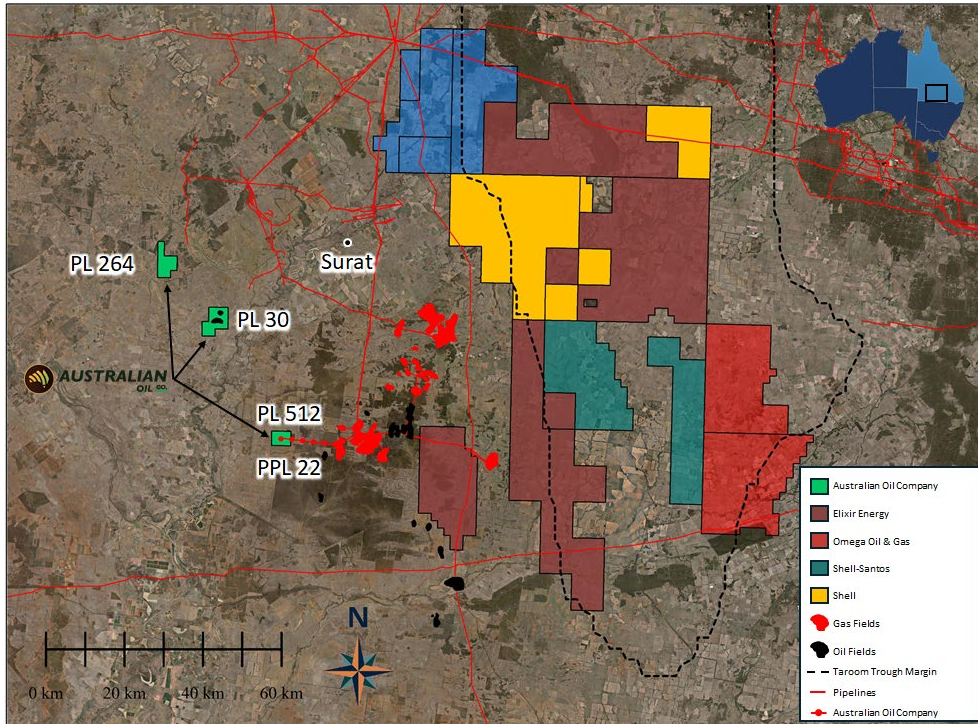 PL 264
Surat
PL 30
AUSTRALIAN
OIL CO.
PL 512
PPL 22
N
0 km 20 km 40 km 60 km
Australian Oil Company
Elixir Energy
Omega Oil & Gas
Shell-Santos
Shell
Gas Fields
Oil Fields
Taroom Trough Margin
Pipelines
Australian Oil Company